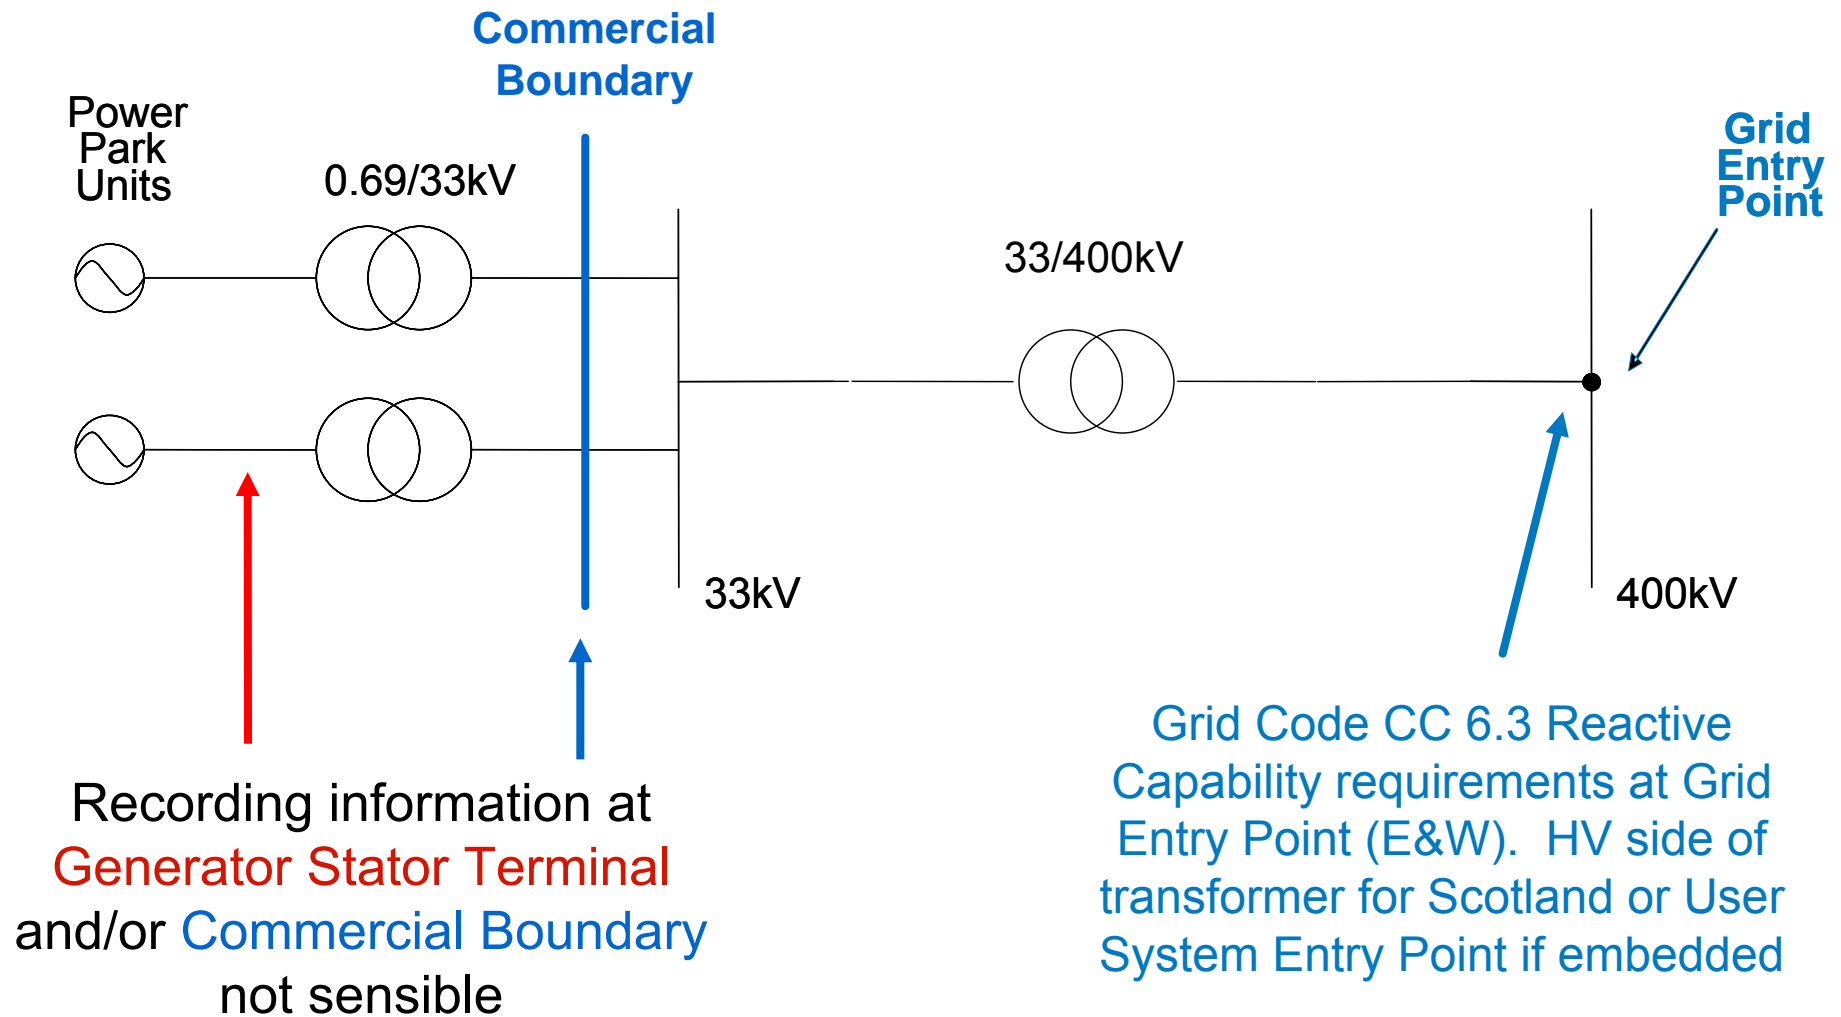 Commercial
Boundary
Power
Park
Units
0.69/33kV
Grid
Entry
Point
33/400kV
33kV
400kV
Recording information at
Generator Stator Terminal
and/or Commercial Boundary
not sensible
Grid Code CC 6.3 Reactive
Capability requirements at Grid
Entry Point (E&W).  HV side of
transformer for Scotland or User
System Entry Point if embedded